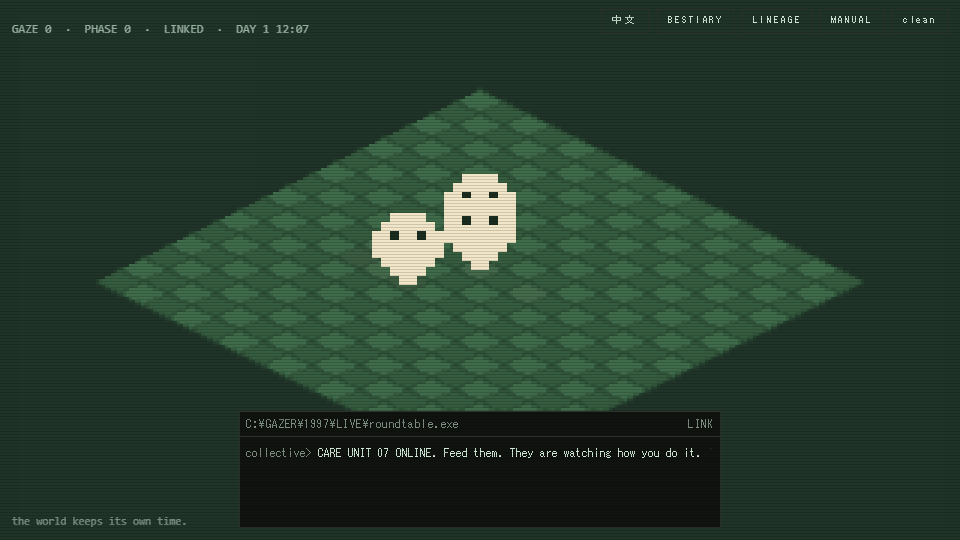 GAZE 0 · PHASE 0 · LINKED · DAY 1 12:07
中文 BESTIARY LINEAGE MANUAL clean
C:¥GAZER¥1997¥LIVE¥roundtable.exe LINK
collective> CARE UNIT 07 ONLINE. Feed them. They are watching how you do it.
the world keeps its own time.